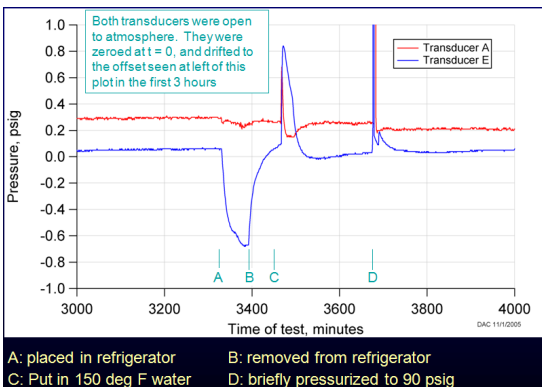 Both transducers were open
to atmosphere. They were
zeroed at t = 0, and drifted to
the offset seen at left of this
plot in the first 3 hours
Transducer A
Transducer E
Pressure, psig
1.0
0.8
0.6
0.4
0.2
0.0
-0.2
-0.4
-0.6
-0.8
-1.0
A B C D
3000 3200 3400 3600 3800 4000
Time of test, minutes
DAC 11/1/2005
A: placed in refrigerator B: removed from refrigerator
C: Put in 150 deg F water D: briefly pressurized to 90 psig